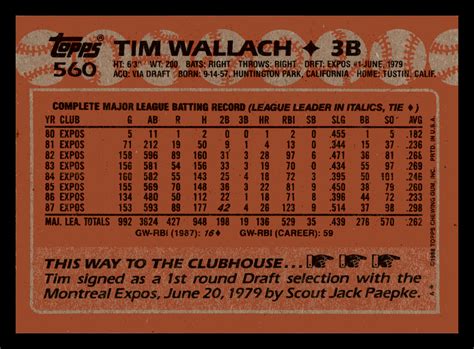 Topps
560
TIM WALLACH ✦ 3B
HT: 6'3" WT: 200 BATS: RIGHT THROWS: RIGHT DRAFT: EXPOS #1-JUNE, 1979
ACQ: VIA DRAFT BORN: 9-14-57, HUNTINGTON PARK, CALIFORNIA HOME: TUSTIN, CALIF.
COMPLETE MAJOR LEAGUE BATTING RECORD (LEAGUE LEADER IN ITALICS, TIE ♦)
YR CLUB G AB R H 2B 3B HR RBI SB SLG BB SO AVG
80 EXPOS 5 11 1 2 0 0 1 2 0 .455 1 5 .182
81 EXPOS 71 212 19 50 9 1 4 13 0 .344 15 37 .236
82 EXPOS 158 596 89 160 31 3 28 97 6 .471 36 81 .268
83 EXPOS 156 581 54 156 33 3 19 70 0 .434 55 97 .269
84 EXPOS 160 582 55 143 25 4 18 72 3 .395 50 101 .246
85 EXPOS 155 569 70 148 36 3 22 81 9 .450 38 79 .260
86 EXPOS 134 480 50 112 22 1 18 71 8 .396 44 72 .233
87 EXPOS 153 593 89 177 42 4 26 123 9 .514 37 98 .298
MAJ. LEA. TOTALS 992 3624 427 948 198 19 136 529 35 .436 276 570 .262
GW-RBI (1987): 16♦ GW-RBI (CAREER): 59
THIS WAY TO THE CLUBHOUSE...
Tim signed as a 1st round Draft selection with the
Montreal Expos, June 20, 1979 by Scout Jack Paepke.
©1988 TOPPS CHEWING GUM, INC. PRTD. IN U.S.A.